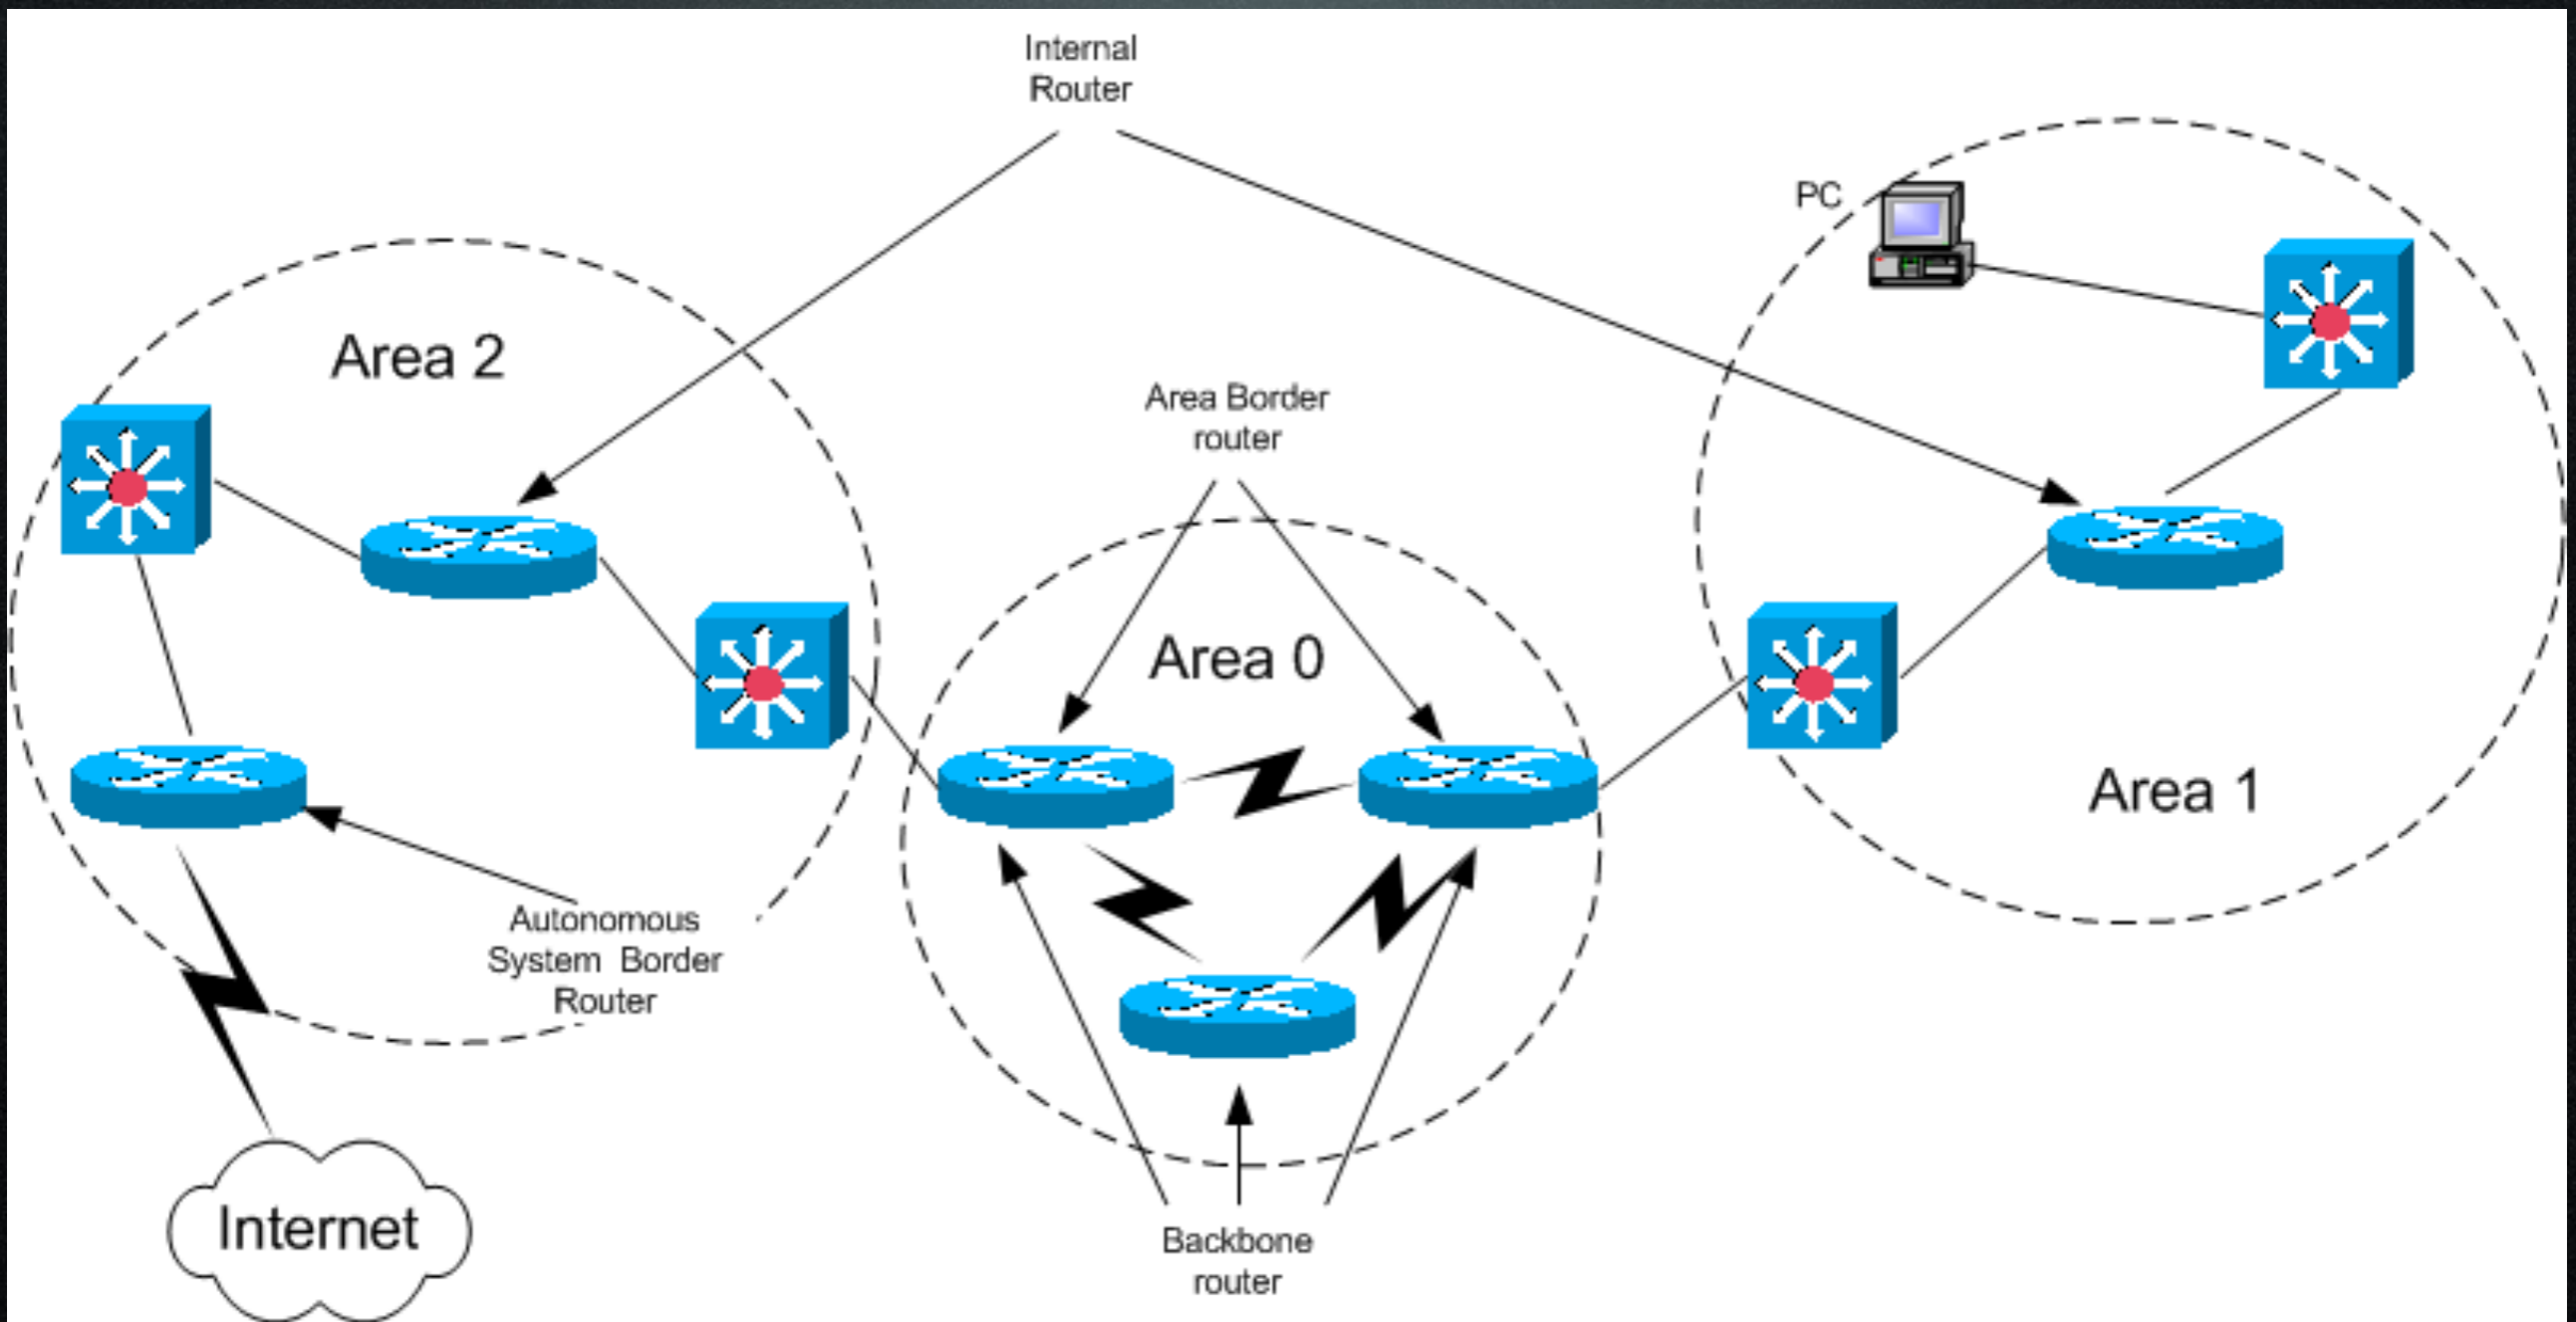 Internal
Router
PC
Area 2
Area Border
router
Area 0
Area 1
Autonomous
System  Border
Router
Internet
Backbone
router